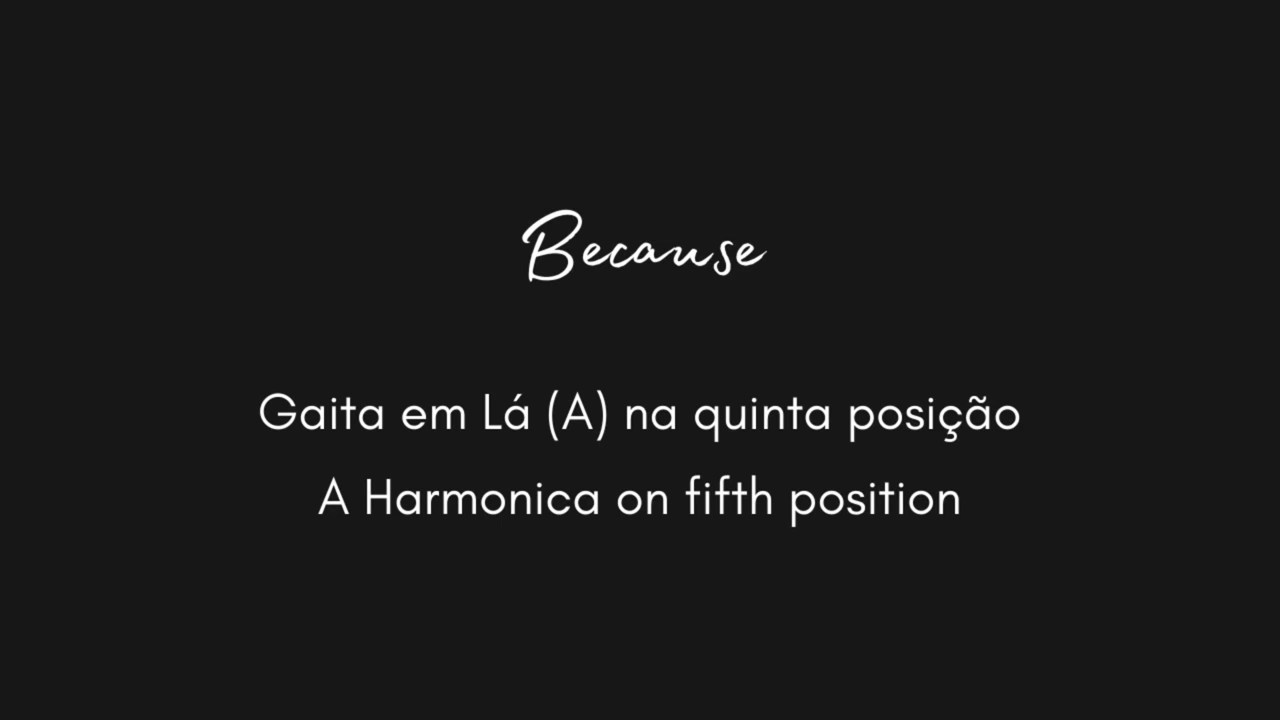 Because
Gaita em Lá (A) na quinta posição
A Harmonica on fifth position